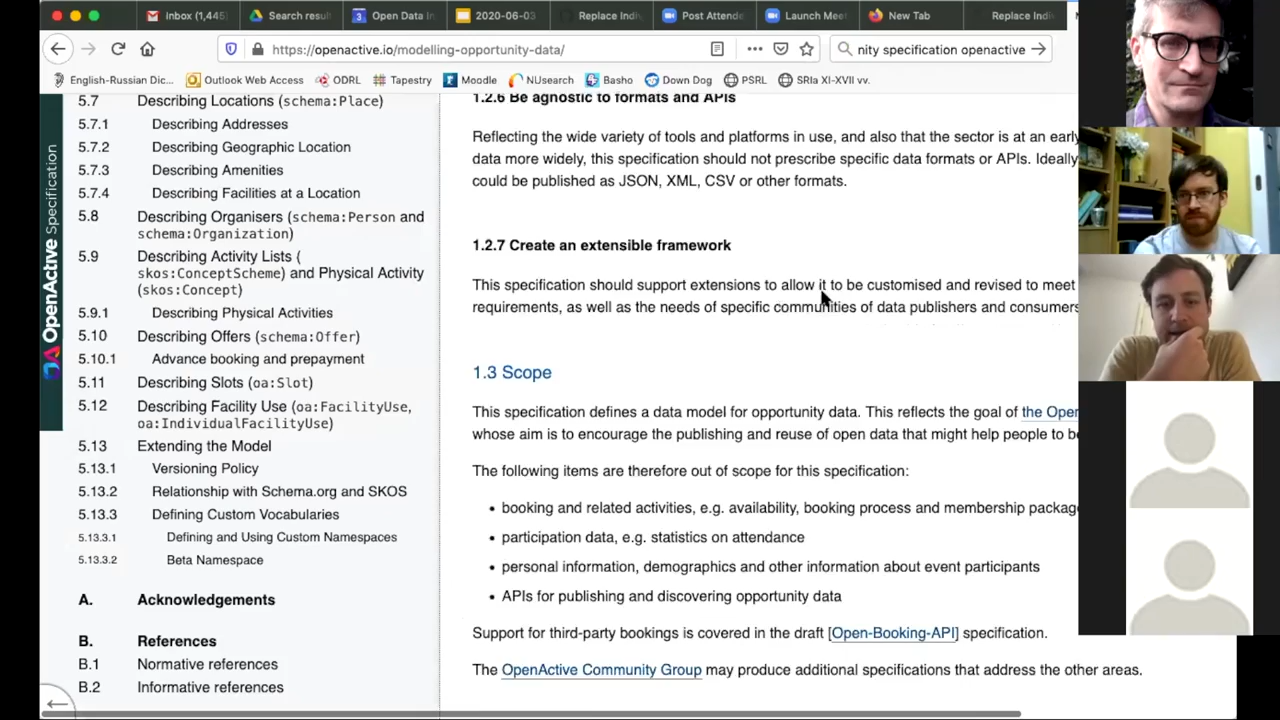 Inbox (1,445)
Search resul
Open Data In
2020-06-03
Replace Indiv
Post Attende
Launch Mee
New Tab
Replace Indiv
https://openactive.io/modelling-opportunity-data/
nity specification openactive
English-Russian Dic...
Outlook Web Access
ODRL
Tapestry
Moodle
NUsearch
Basho
Down Dog
PSRL
SRIa XI-XVII vv.
OpenActive Specification
5.7 Describing Locations (schema:Place)
5.7.1 Describing Addresses
5.7.2 Describing Geographic Location
5.7.3 Describing Amenities
5.7.4 Describing Facilities at a Location
5.8 Describing Organisers (schema:Person and
schema:Organization)
5.9 Describing Activity Lists (
skos:ConceptScheme) and Physical Activity
(skos:Concept)
5.9.1 Describing Physical Activities
5.10 Describing Offers (schema:Offer)
5.10.1 Advance booking and prepayment
5.11 Describing Slots (oa:Slot)
5.12 Describing Facility Use (oa:FacilityUse,
oa:IndividualFacilityUse)
5.13 Extending the Model
5.13.1 Versioning Policy
5.13.2 Relationship with Schema.org and SKOS
5.13.3 Defining Custom Vocabularies
5.13.3.1 Defining and Using Custom Namespaces
5.13.3.2 Beta Namespace
A. Acknowledgements
B. References
B.1 Normative references
B.2 Informative references
1.2.6 Be agnostic to formats and APIs
Reflecting the wide variety of tools and platforms in use, and also that the sector is at an early
data more widely, this specification should not prescribe specific data formats or APIs. Ideally
could be published as JSON, XML, CSV or other formats.
1.2.7 Create an extensible framework
This specification should support extensions to allow it to be customised and revised to meet
requirements, as well as the needs of specific communities of data publishers and consumers
1.3 Scope
This specification defines a data model for opportunity data. This reflects the goal of the Open
whose aim is to encourage the publishing and reuse of open data that might help people to be
The following items are therefore out of scope for this specification:
• booking and related activities, e.g. availability, booking process and membership packag
• participation data, e.g. statistics on attendance
• personal information, demographics and other information about event participants
• APIs for publishing and discovering opportunity data
Support for third-party bookings is covered in the draft [Open-Booking-API] specification.
The OpenActive Community Group may produce additional specifications that address the other areas.